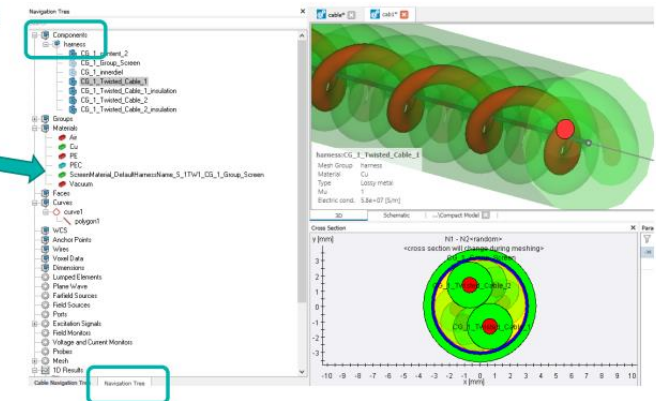 Navigation Tree
Components
harness
CG_1_content_2
CG_1_Group_Screen
CG_1_innerdiel
CG_1_Twisted_Cable_1
CG_1_Twisted_Cable_1_insulation
CG_1_Twisted_Cable_2
CG_1_Twisted_Cable_2_insulation
Groups
Materials
Air
Cu
PE
PEC
ScreenMaterial_DefaultHarnessName_S_1TW1_CG_1_Group_Screen
Vacuum
Faces
Curves
curve1
polygon1
WCS
Anchor Points
Wires
Voxel Data
Dimensions
Lumped Elements
Plane Wave
Farfield Sources
Field Sources
Ports
Excitation Signals
Field Monitors
Voltage and Current Monitors
Probes
Mesh
1D Results
Cable Navigation Tree
Navigation Tree
cable*
cable*
harness:CG_1_Twisted_Cable_1
Mesh Group harness
Material Cu
Type Lossy metal
Mu 1
Electric cond. 5.8e+07 [S/m]
3D
Schematic
...\Compact Model
Cross Section
Para
y [mm]
N1 - N2<random>
<cross section will change during meshing>
CG_1_Group_Screen
CG_1_Twisted_Cable_2
CG_1_Twisted_Cable_1
3
2
1
0
-1
-2
-3
-10 -9 -8 -7 -6 -5 -4 -3 -2 -1 0 1 2 3 4 5 6 7 8 9 10
x [mm]